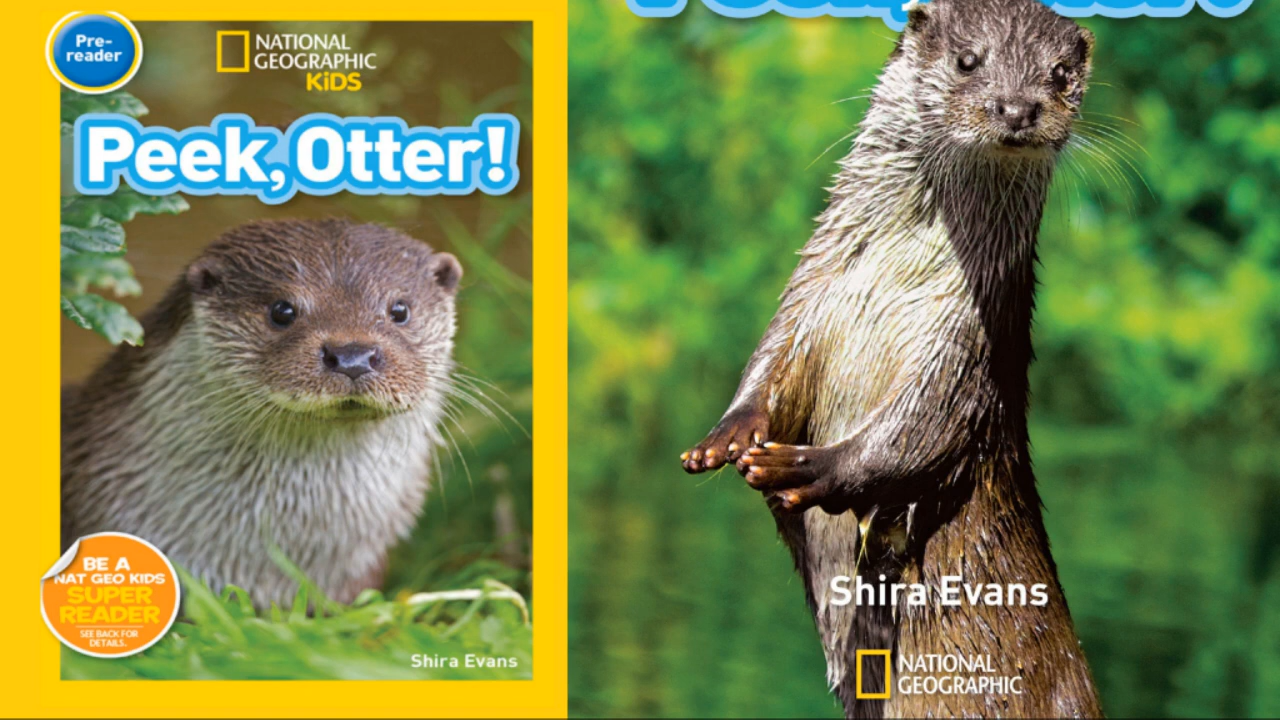 Pre-
reader
NATIONAL
GEOGRAPHIC
KiDS
Peek, Otter!
BE A
NAT GEO KIDS
SUPER
READER
SEE BACK FOR
DETAILS.
Shira Evans
Shira Evans
NATIONAL
GEOGRAPHIC